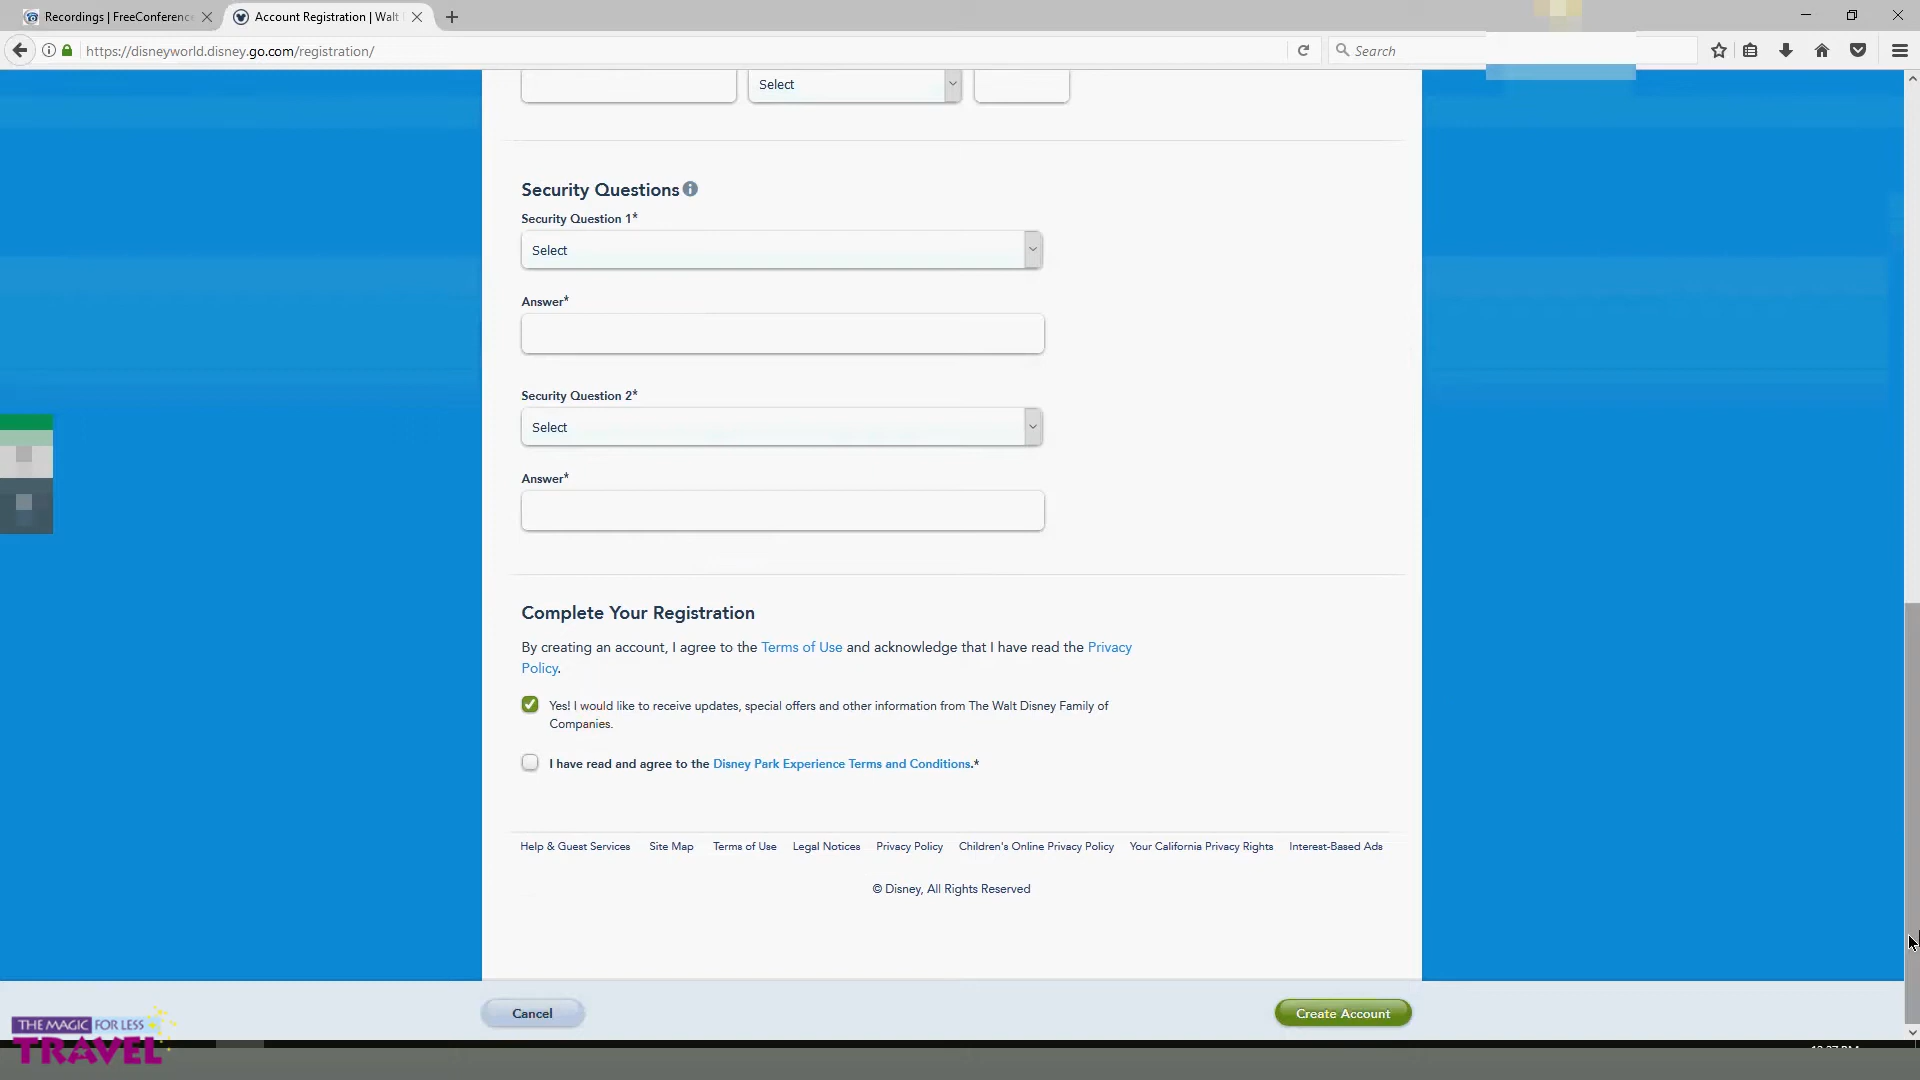 Recordings | FreeConference
Account Registration | Walt
https://disneyworld.disney.go.com/registration/
Search
Select
Security Questions
Security Question 1*
Select
Answer*
Security Question 2*
Select
Answer*
Complete Your Registration
By creating an account, I agree to the Terms of Use and acknowledge that I have read the Privacy
Policy.
Yes! I would like to receive updates, special offers and other information from The Walt Disney Family of
Companies.
I have read and agree to the Disney Park Experience Terms and Conditions.*
Help & Guest Services Site Map Terms of Use Legal Notices Privacy Policy Children's Online Privacy Policy Your California Privacy Rights Interest-Based Ads
© Disney, All Rights Reserved
Cancel
Create Account
THE MAGIC FOR LESS
TRAVEL